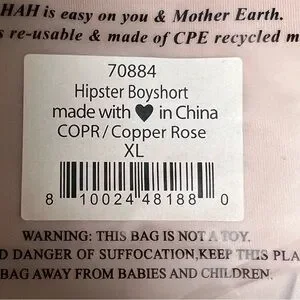 HAH is easy on you & Mother Earth.
s re-usable & made of CPE recycled m
70884
Hipster Boyshort
made with ♥ in China
COPR/Copper Rose
XL
8 10024 48188 0
WARNING: THIS BAG IS NOT A TOY.
D DANGER OF SUFFOCATION,KEEP THIS PLA
BAG AWAY FROM BABIES AND CHILDREN.